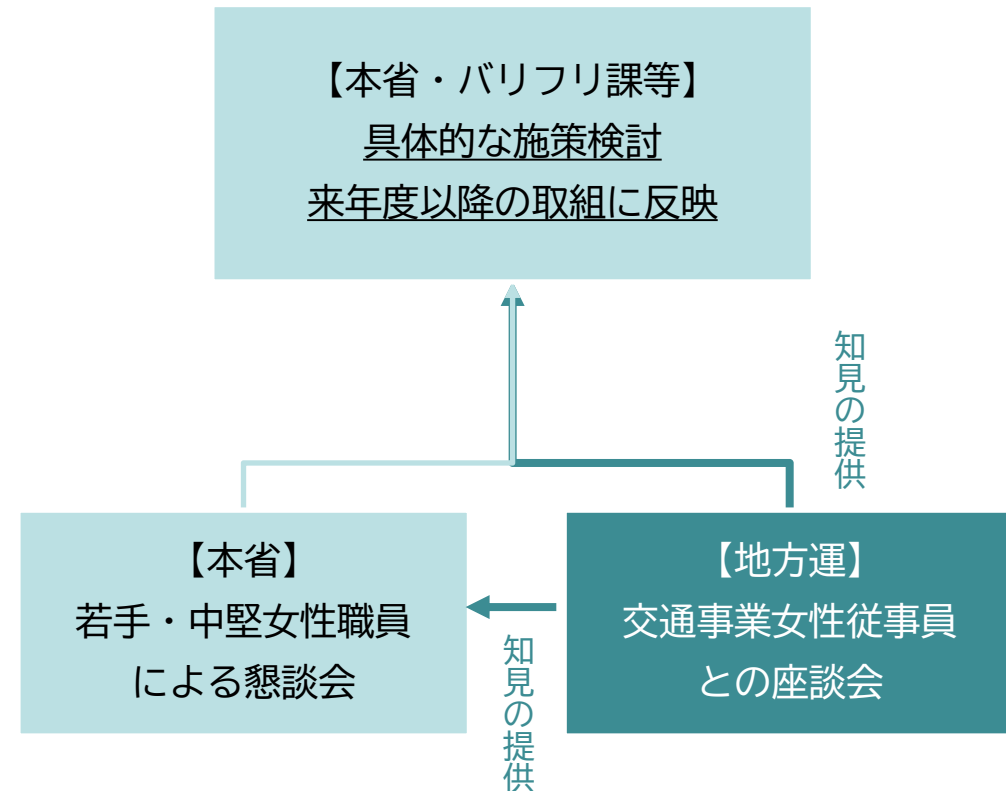 【本省・バリフリ課等】
具体的な施策検討
来年度以降の取組に反映
知見の提供
【本省】
若手・中堅女性職員
による懇談会
知見の提供
【地方運】
交通事業女性従事員
との座談会